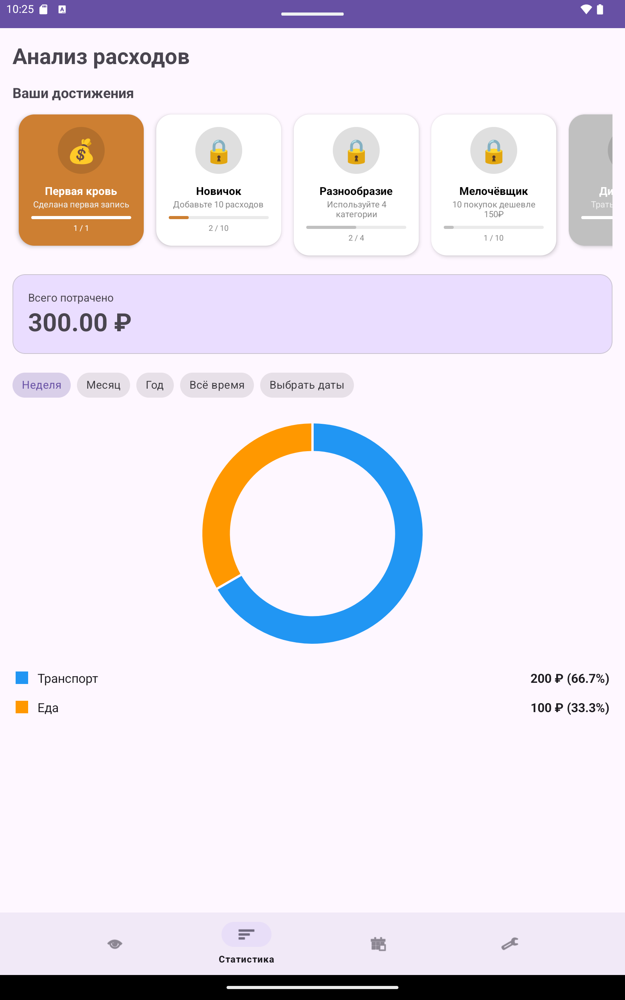 10:25
Анализ расходов
Ваши достижения
Первая кровь
Сделана первая запись
1 / 1
Новичок
Добавьте 10 расходов
2 / 10
Разнообразие
Используйте 4
категории
2 / 4
Мелочёвщик
10 покупок дешевле
150₽
1 / 10
Всего потрачено
300.00 ₽
Неделя
Месяц
Год
Всё время
Выбрать даты
Транспорт
200 ₽ (66.7%)
Еда
100 ₽ (33.3%)
Статистика